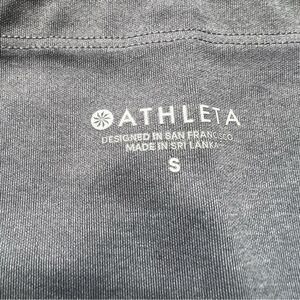 ATHLETA
DESIGNED IN SAN FRANCISCO
MADE IN SRI LANKA
S